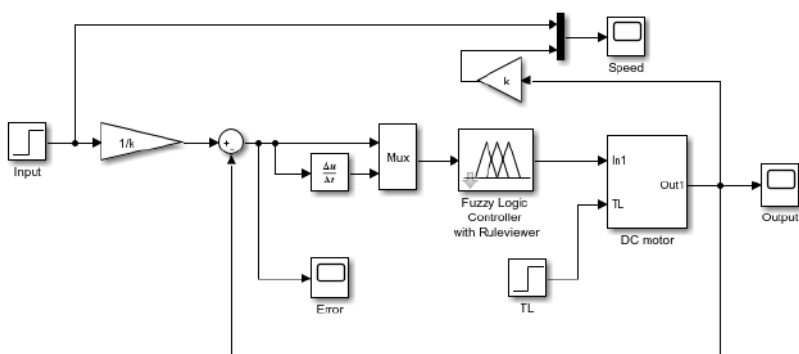 k
Speed
1/k
+
-
Input
Δu
Δt
Mux
Fuzzy Logic
Controller
with Ruleviewer
In1
TL
Out1
DC motor
Output
Error
TL